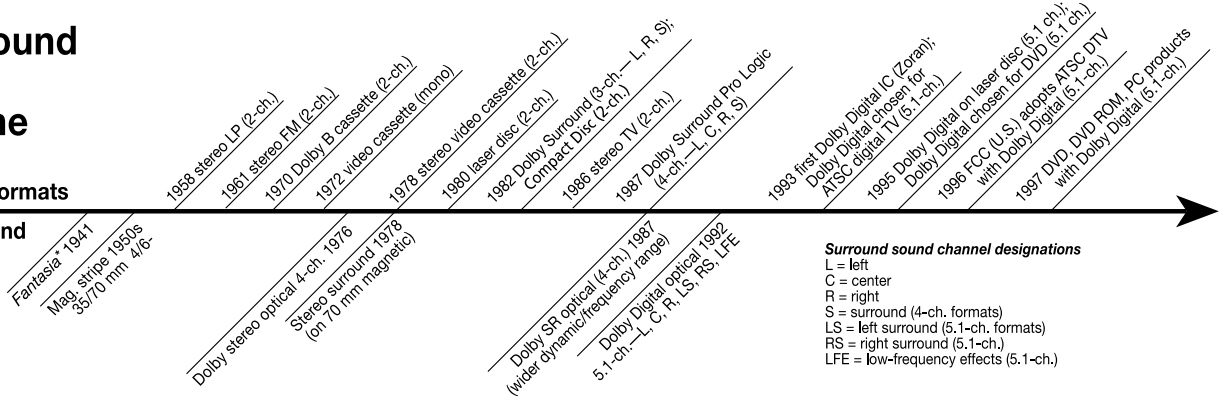 ound
ne
ormats
nd
1958 stereo LP (2-ch.)
1961 stereo FM (2-ch.)
1970 Dolby B cassette (2-ch.)
1972 video cassette (mono)
1978 stereo video cassette (2-ch.)
1980 laser disc (2-ch.)
1982 Dolby Surround (3-ch.— L, R, S);
Compact Disc (2-ch.)
1986 stereo TV (2-ch.)
1987 Dolby Surround Pro Logic
(4-ch.—L, C, R, S)
1993 first Dolby Digital IC (Zoran);
Dolby Digital chosen for
ATSC digital TV (5.1-ch.)
1995 Dolby Digital on laser disc (5.1 ch.);
Dolby Digital chosen for DVD (5.1 ch.)
1996 FCC (U.S.) adopts ATSC DTV
with Dolby Digital (5.1-ch.)
1997 DVD, DVD ROM, PC products
with Dolby Digital (5.1-ch.)
Fantasia* 1941
Mag. stripe 1950s
35/70 mm 4/6-
Dolby stereo optical 4-ch. 1976
Stereo surround 1978
(on 70 mm magnetic)
Dolby SR optical (4-ch.) 1987
(wider dynamic/frequency range)
Dolby Digital optical 1992
5.1-ch.—L, C, R, LS, RS, LFE
Surround sound channel designations
L = left
C = center
R = right
S = surround (4-ch. formats)
LS = left surround (5.1-ch. formats)
RS = right surround (5.1-ch.)
LFE = low-frequency effects (5.1-ch.)